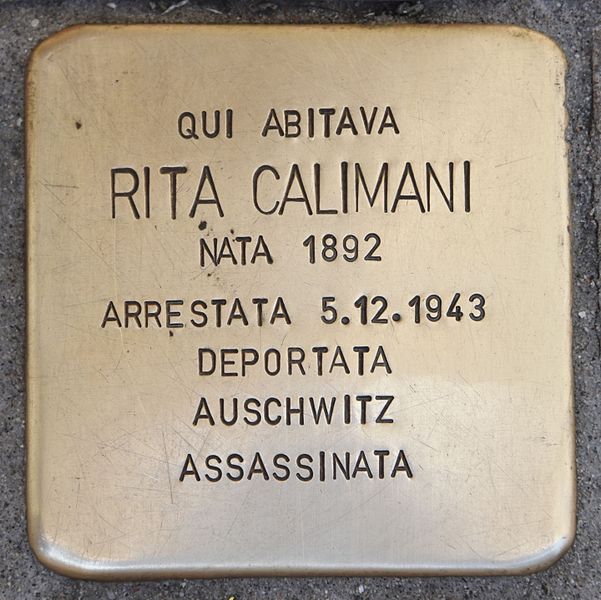 QUI ABITAVA
RITA CALIMANI
NATA 1892
ARRESTATA 5.12.1943
DEPORTATA
AUSCHWITZ
ASSASSINATA